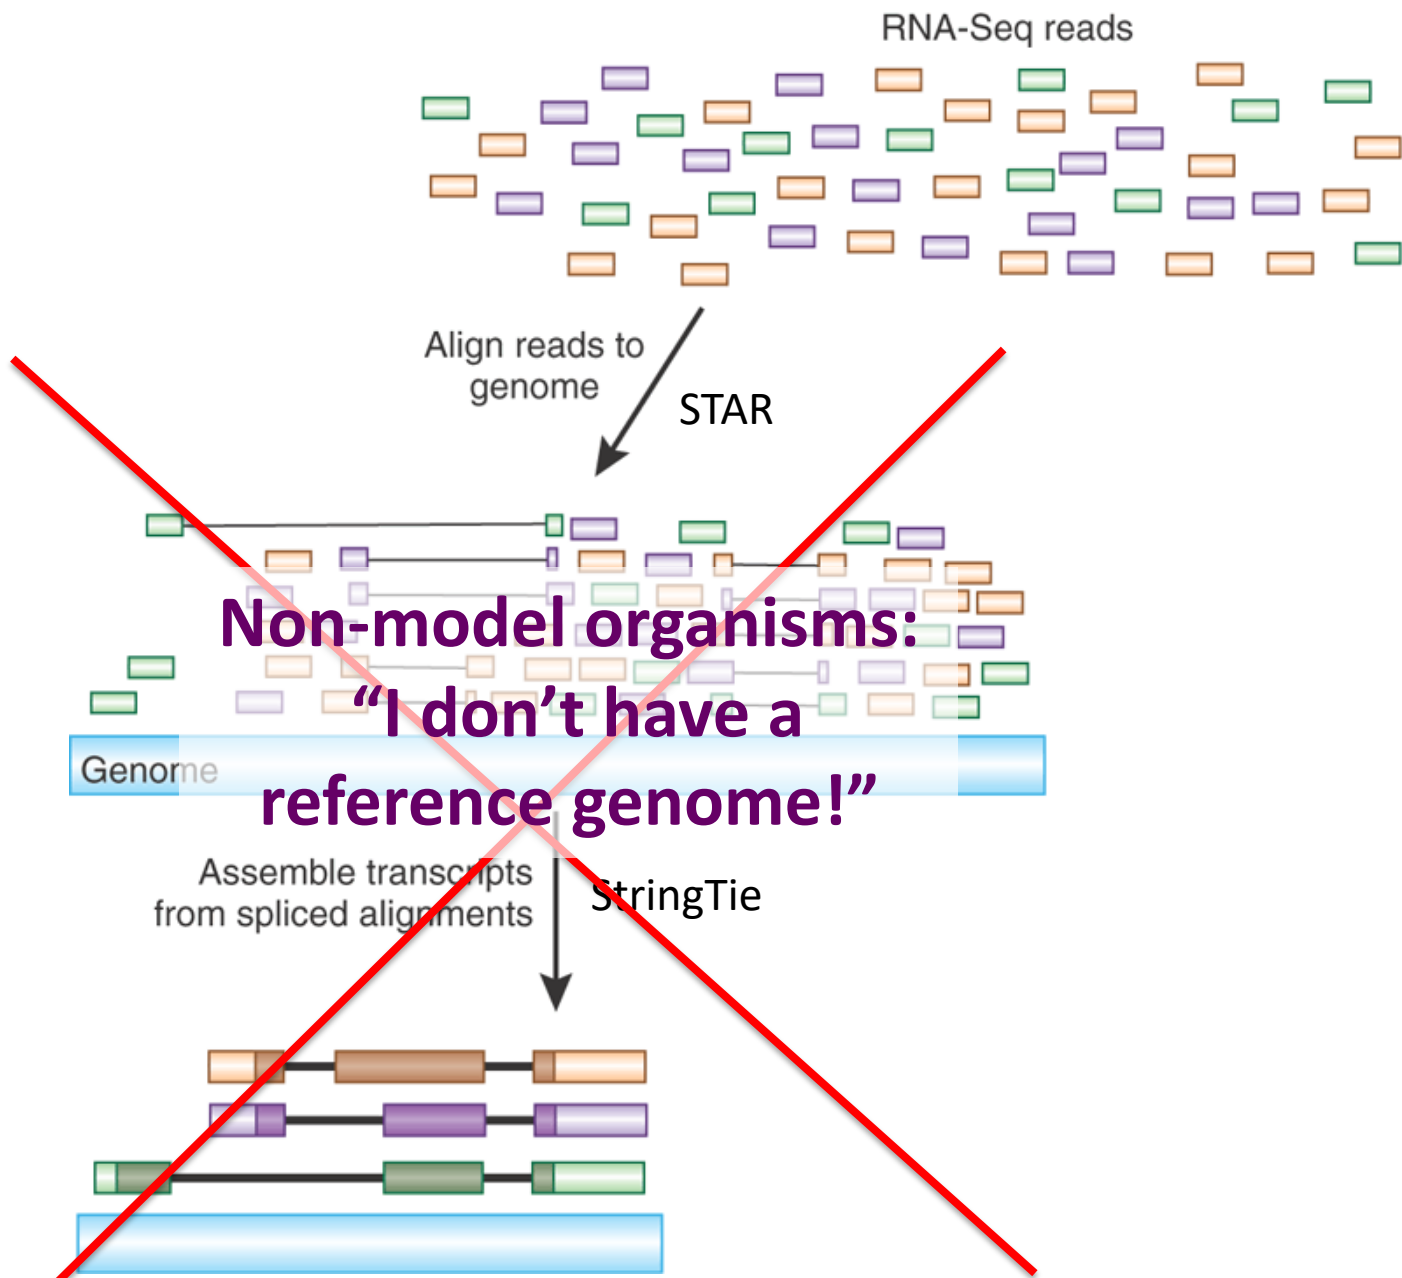 RNA-Seq reads
Align reads to
genome
STAR
Non-model organisms:
“I don’t have a
reference genome!”
Genome
Assemble transcripts
from spliced alignments
StringTie